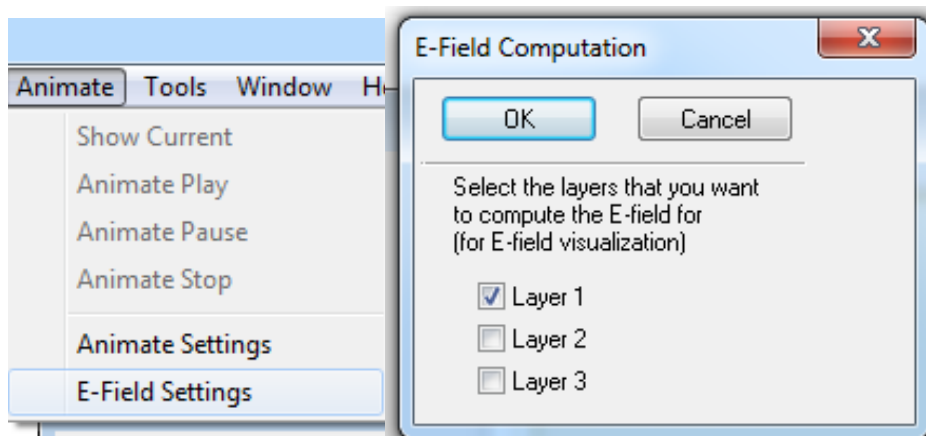 Animate Tools Window
Show Current
Animate Play
Animate Pause
Animate Stop
Animate Settings
E-Field Settings
E-Field Computation
OK Cancel
Select the layers that you want
to compute the E-field for
(for E-field visualization)
Layer 1
Layer 2
Layer 3